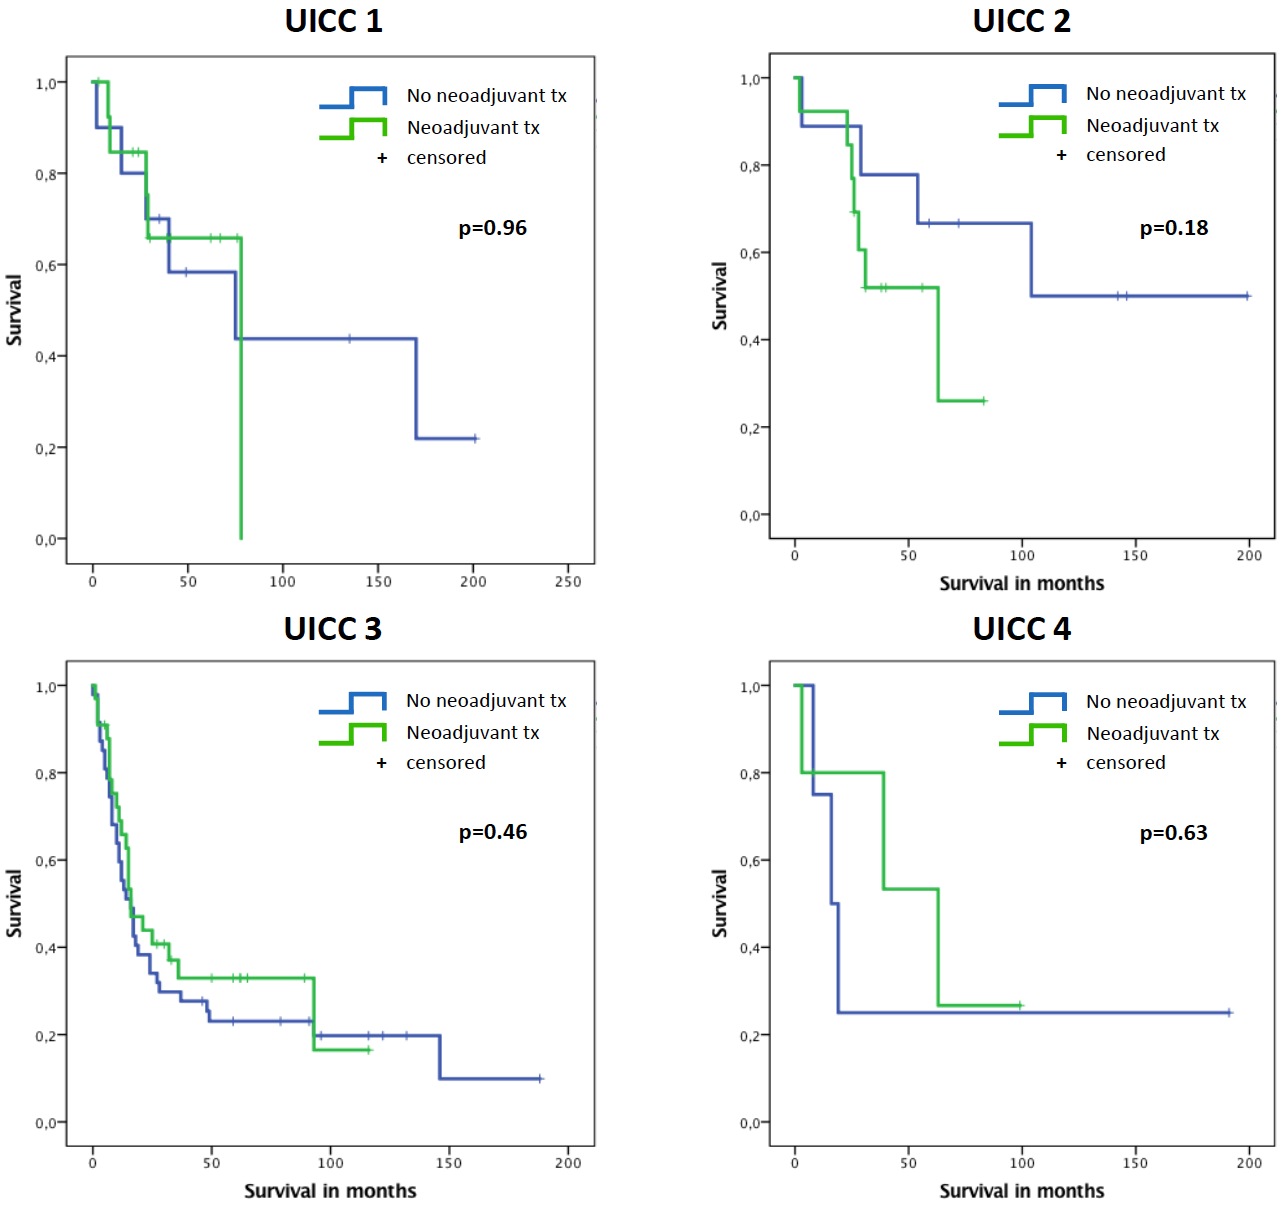 UICC 1
1,0
0,8
0,6
0,4
0,2
0,0
Survival
No neoadjuvant tx
Neoadjuvant tx
+ censored
p=0.96
0 50 100 150 200 250
UICC 2
1,0
0,8
0,6
0,4
0,2
0,0
Survival
No neoadjuvant tx
Neoadjuvant tx
+ censored
p=0.18
0 50 100 150 200
Survival in months
UICC 3
1,0
0,8
0,6
0,4
0,2
0,0
Survival
No neoadjuvant tx
Neoadjuvant tx
+ censored
p=0.46
0 50 100 150 200
Survival in months
UICC 4
1,0
0,8
0,6
0,4
0,2
0,0
Survival
No neoadjuvant tx
Neoadjuvant tx
+ censored
p=0.63
0 50 100 150 200
Survival in months